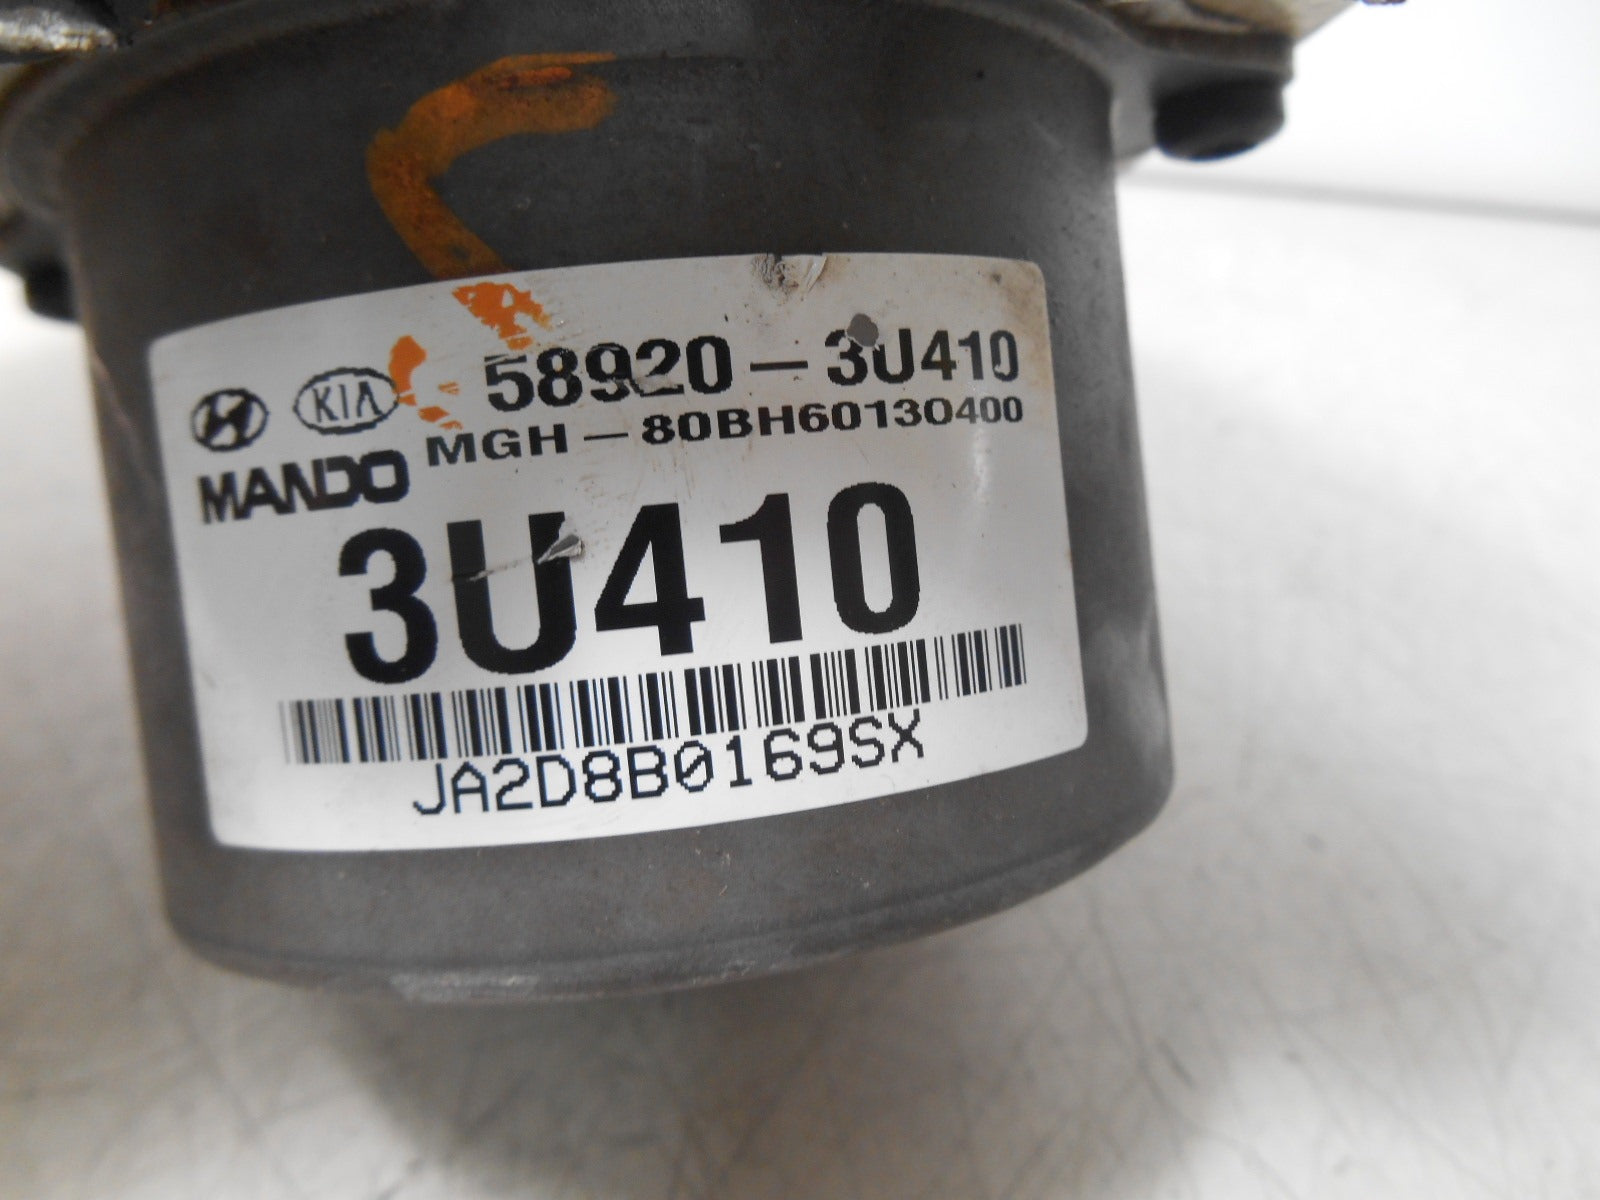 58920-3U410
KIA
MGH-80BH60130400
MANDO
3U410
JA2D8B0169SX